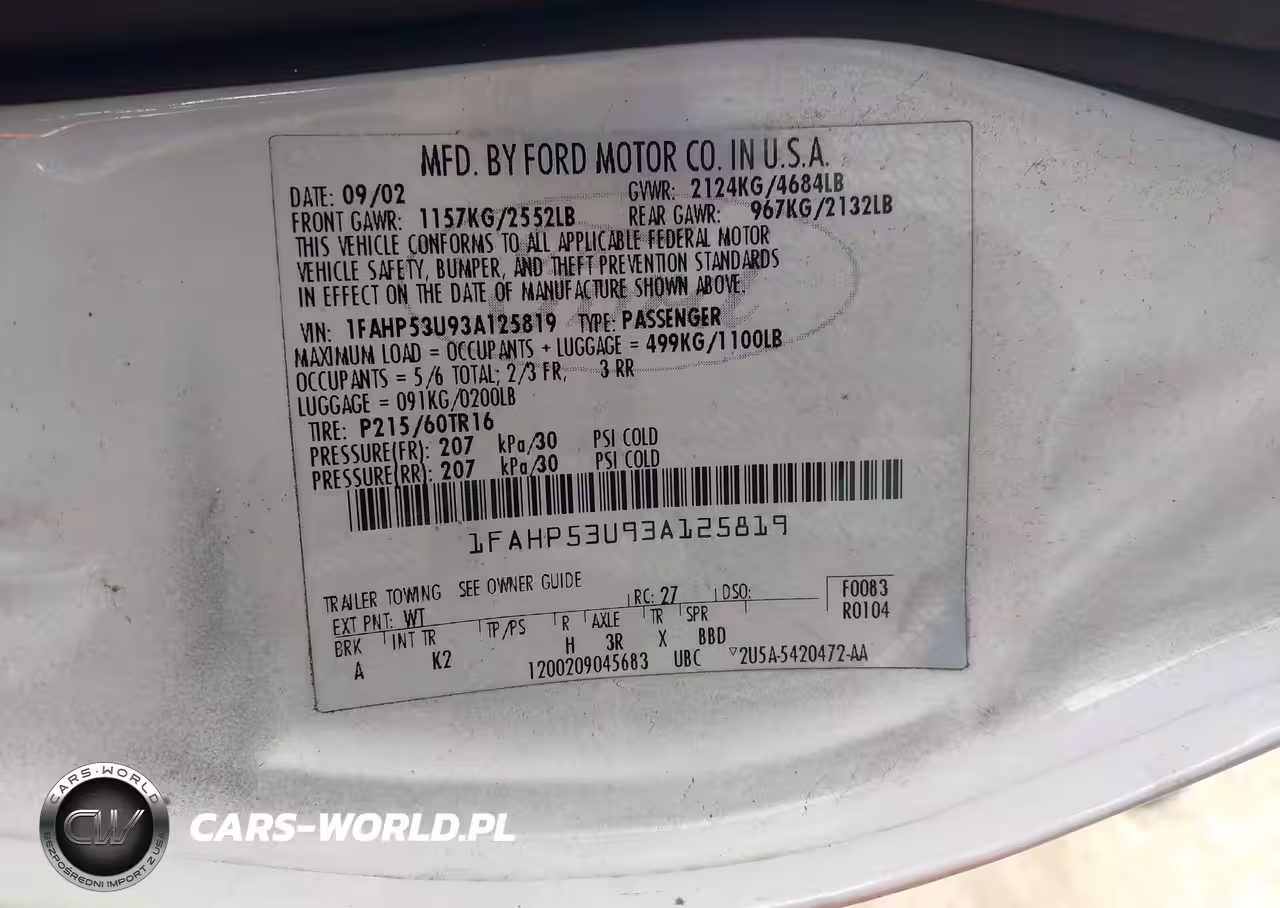 MFD. BY FORD MOTOR CO. IN U.S.A.
DATE: 09/02 GVWR: 2124KG/4684LB
FRONT GAWR: 1157KG/2552LB REAR GAWR: 967KG/2132LB
THIS VEHICLE CONFORMS TO ALL APPLICABLE FEDERAL MOTOR
VEHICLE SAFETY, BUMPER, AND THEFT PREVENTION STANDARDS
IN EFFECT ON THE DATE OF MANUFACTURE SHOWN ABOVE.
VIN: 1FAHP53U93A125819 TYPE: PASSENGER
MAXIMUM LOAD = OCCUPANTS + LUGGAGE = 499KG/1100LB
OCCUPANTS = 5/6 TOTAL; 2/3 FR, 3 RR
LUGGAGE = 091KG/0200LB
TIRE: P215/60TR16
PRESSURE(FR): 207 kPa/30 PSI COLD
PRESSURE(RR): 207 kPa/30 PSI COLD
1FAHP53U93A125819
TRAILER TOWING SEE OWNER GUIDE
EXT PNT: WT RC: 27 DSO: F0083
R0104
BRK INT TR TP/PS R AXLE TR SPR
A K2 H 3R X BBD
1200209045683 UBC ▽2U5A-5420472-AA
CARS-WORLD
CW
BEZPOŚREDNI IMPORT Z USA
CARS-WORLD.PL